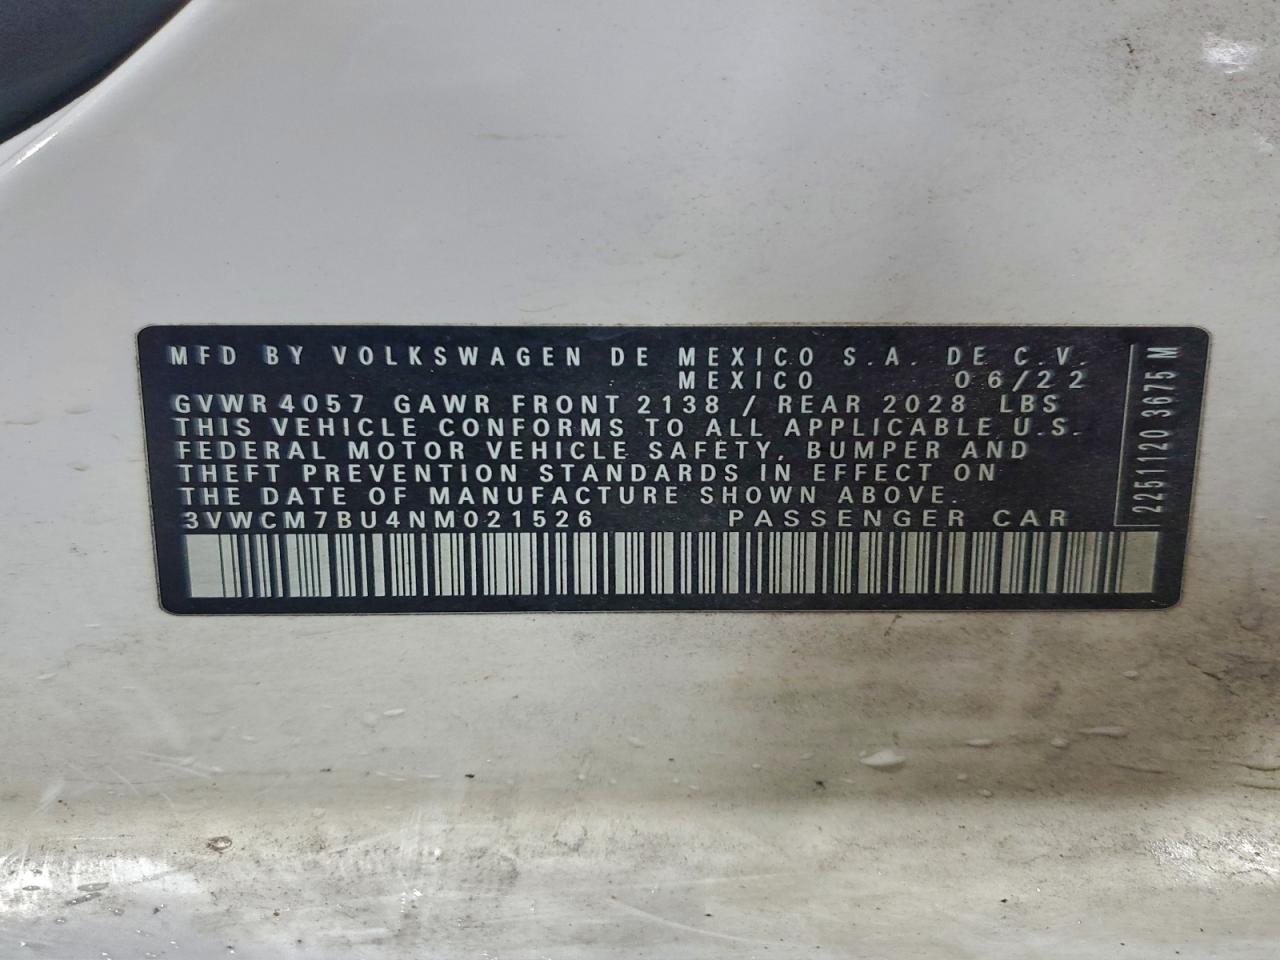 MFD BY VOLKSWAGEN DE MEXICO S.A. DE C.V.
MEXICO 06/22
GVWR 4057 GAWR FRONT 2138 / REAR 2028 LBS
THIS VEHICLE CONFORMS TO ALL APPLICABLE U.S.
FEDERAL MOTOR VEHICLE SAFETY, BUMPER AND
THEFT PREVENTION STANDARDS IN EFFECT ON
THE DATE OF MANUFACTURE SHOWN ABOVE.
3VWCM7BU4NM021526 PASSENGER CAR
2251120 3675 M